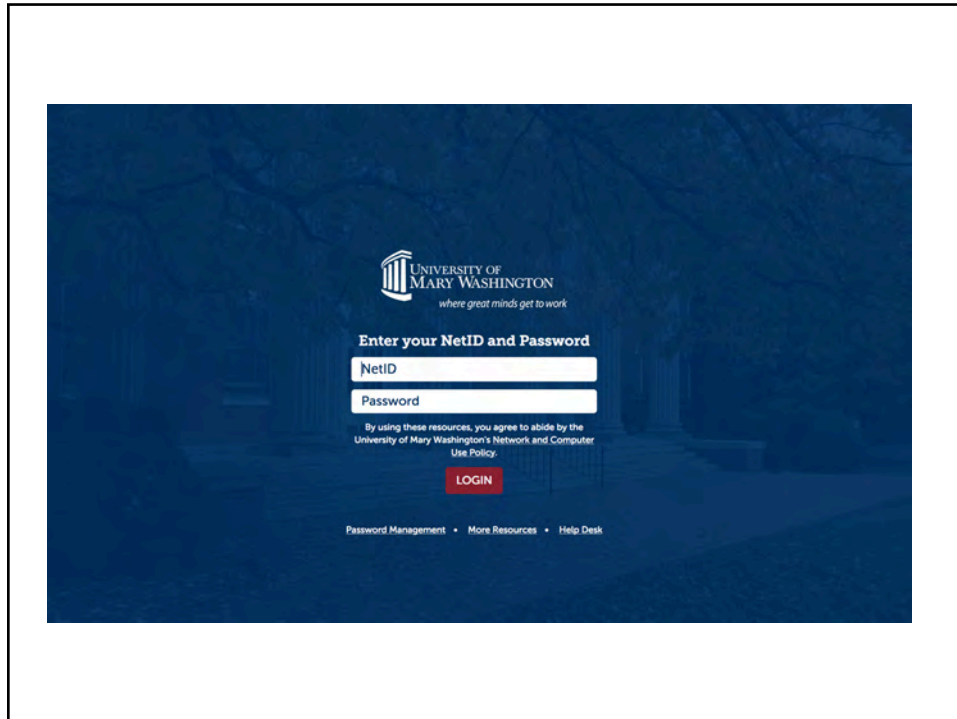 UNIVERSITY OF
MARY WASHINGTON
where great minds get to work
Enter your NetID and Password
NetID
Password
By using these resources, you agree to abide by the
University of Mary Washington's Network and Computer
Use Policy.
LOGIN
Password Management • More Resources • Help Desk